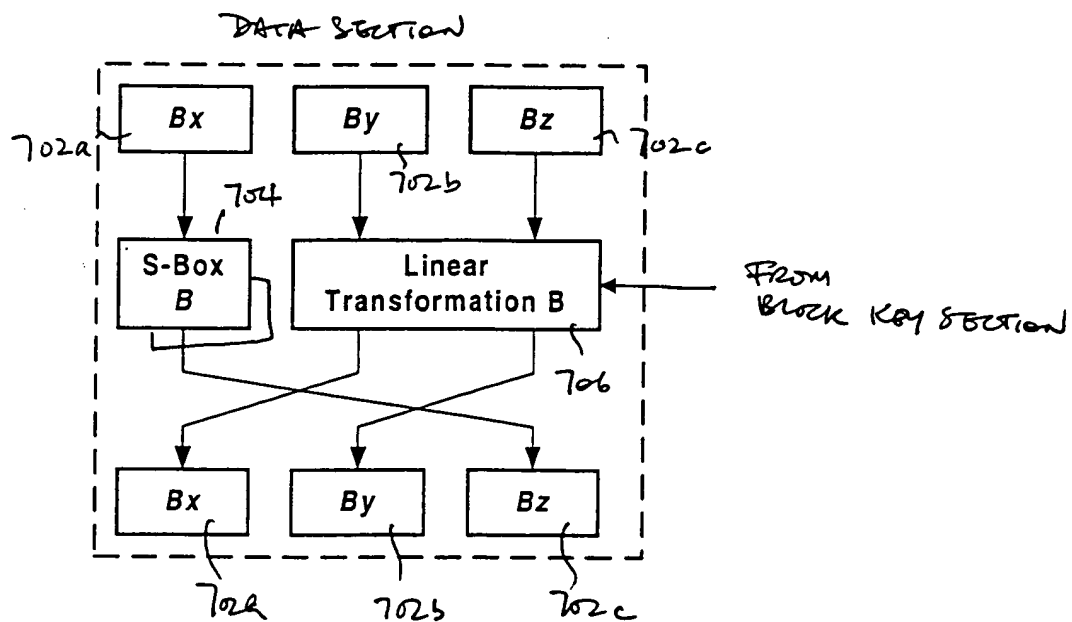 DATA SECTION
Bx
By
Bz
702a
702b
702c
704
S-Box
B
Linear
Transformation B
FROM
BLOCK KEY SECTION
706
Bx
By
Bz
702a
702b
702c